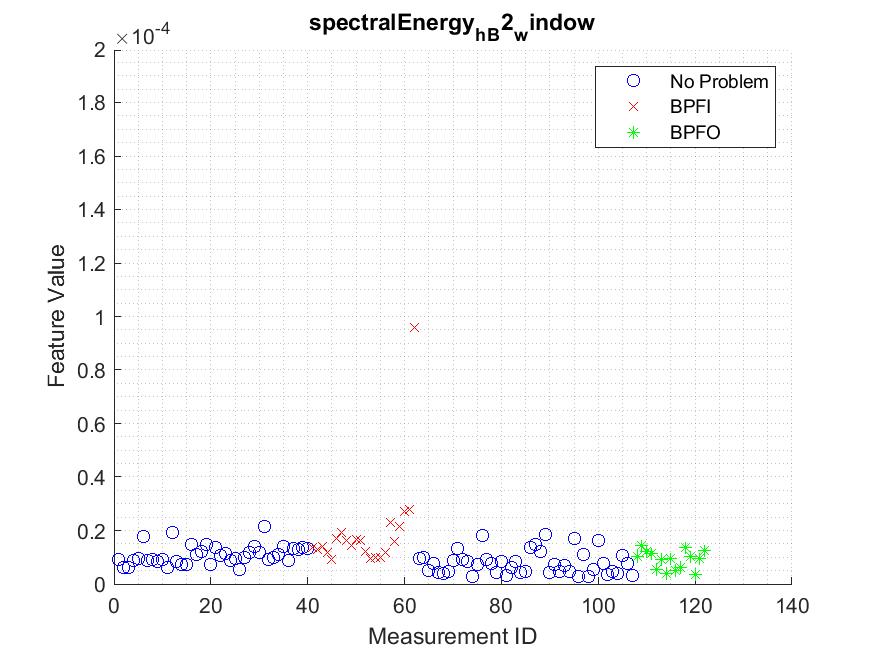 spectralEnergy_hB2_window
×10^-4
2
1.8
1.6
1.4
1.2
1
0.8
0.6
0.4
0.2
0
0 20 40 60 80 100 120 140
Feature Value
Measurement ID
No Problem
BPFI
BPFO